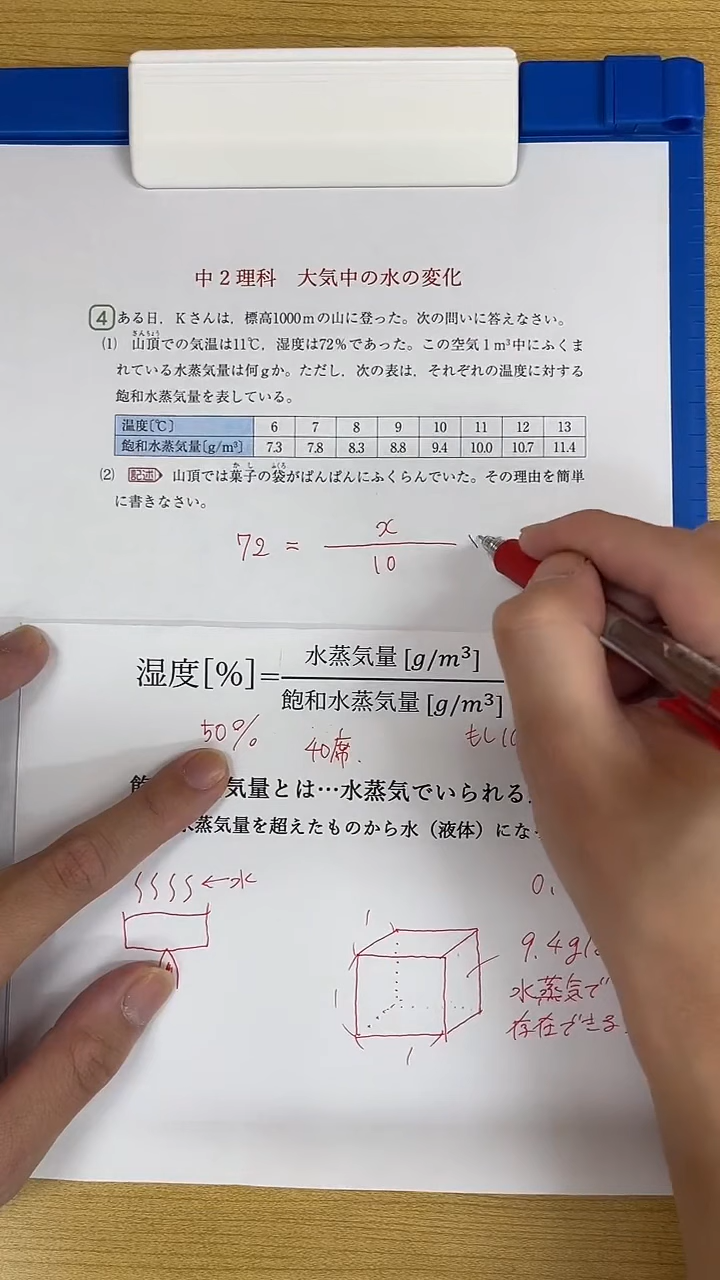 中2理科 大気中の水の変化
4 ある日，Kさんは，標高1000mの山に登った。次の問いに答えなさい。
さんちょう
(1) 山頂での気温は11℃，湿度は72％であった。この空気1m³中にふくま
れている水蒸気量は何gか。ただし，次の表は，それぞれの温度に対する
飽和水蒸気量を表している。
温度〔℃〕 6 7 8 9 10 11 12 13
飽和水蒸気量〔g/m³〕 7.3 7.8 8.3 8.8 9.4 10.0 10.7 11.4
かし ふくろ
(2) 記述 山頂では菓子の袋がぱんぱんにふくらんでいた。その理由を簡単
に書きなさい。
72 = x
10
湿度[%]= 水蒸気量 [g/m³]
飽和水蒸気量 [g/m³]
50% 40席. もし
気量とは…水蒸気でいられる
水蒸気量を超えたものから水（液体）にな
←水
0.
1
9.4g
水蒸気で
1
存在できる
1